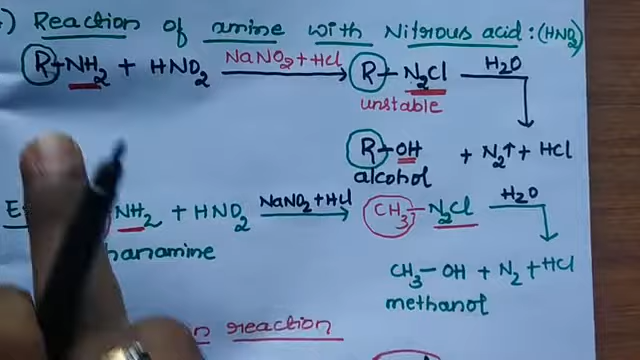 Reaction of amine with Nitrous acid: (HNO2)
R-NH2 + HNO2 NaNO2 + HCl R-N2Cl H2O
unstable
R-OH + N2↑ + HCl
alcohol
NH2 + HNO2 NaNO2 + HCl CH3-N2Cl H2O
CH3-OH + N2 + HCl
methanol
reaction